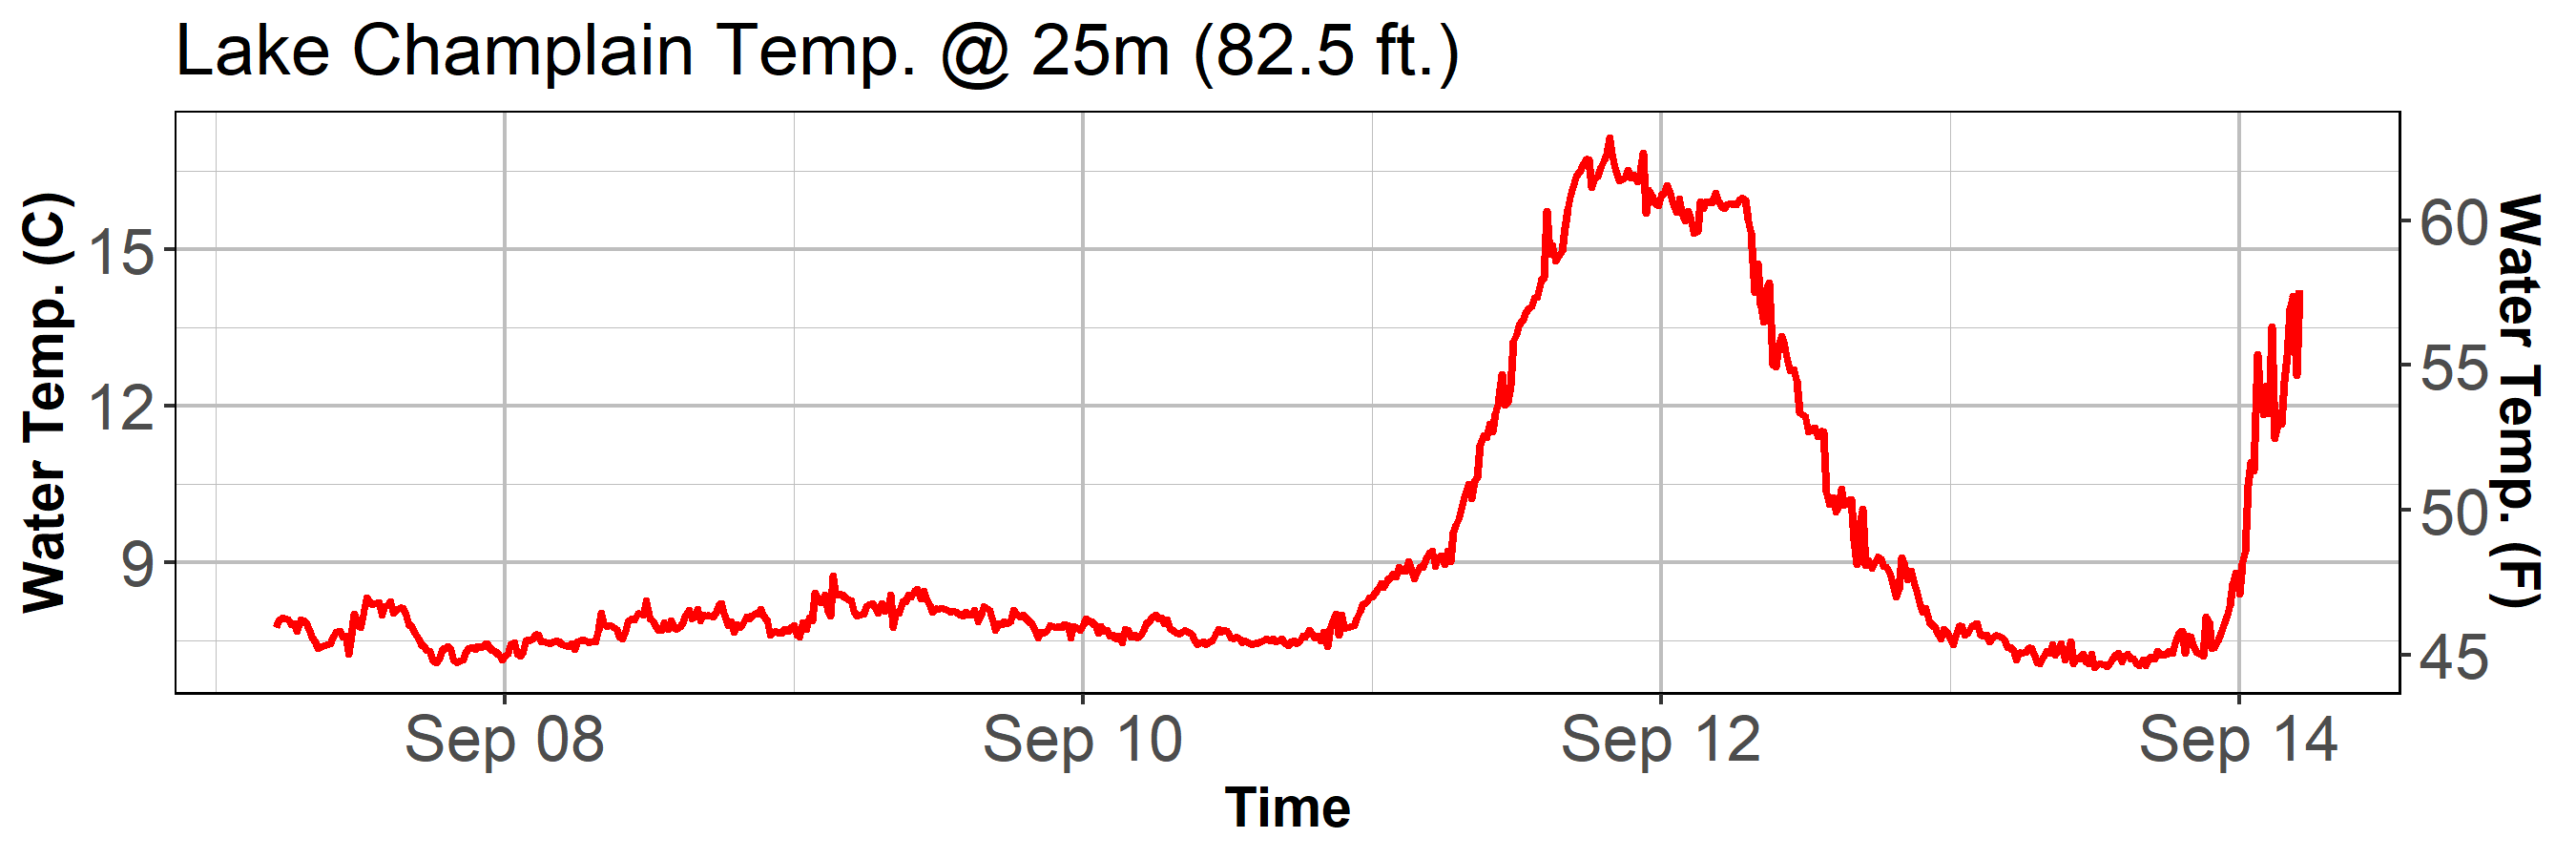 Lake Champlain Temp. @ 25m (82.5 ft.)
Water Temp. (C)
15
12
9
60
55
50
45
Water Temp. (F)
Sep 08
Sep 10
Sep 12
Sep 14
Time